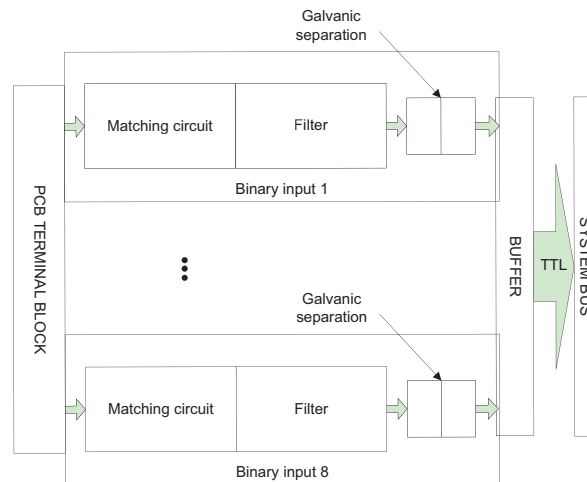 Galvanic
separation
Matching circuit
Filter
Binary input 1
PCB TERMINAL BLOCK
BUFFER
TTL
SYSTEM BUS
Galvanic
separation
Matching circuit
Filter
Binary input 8